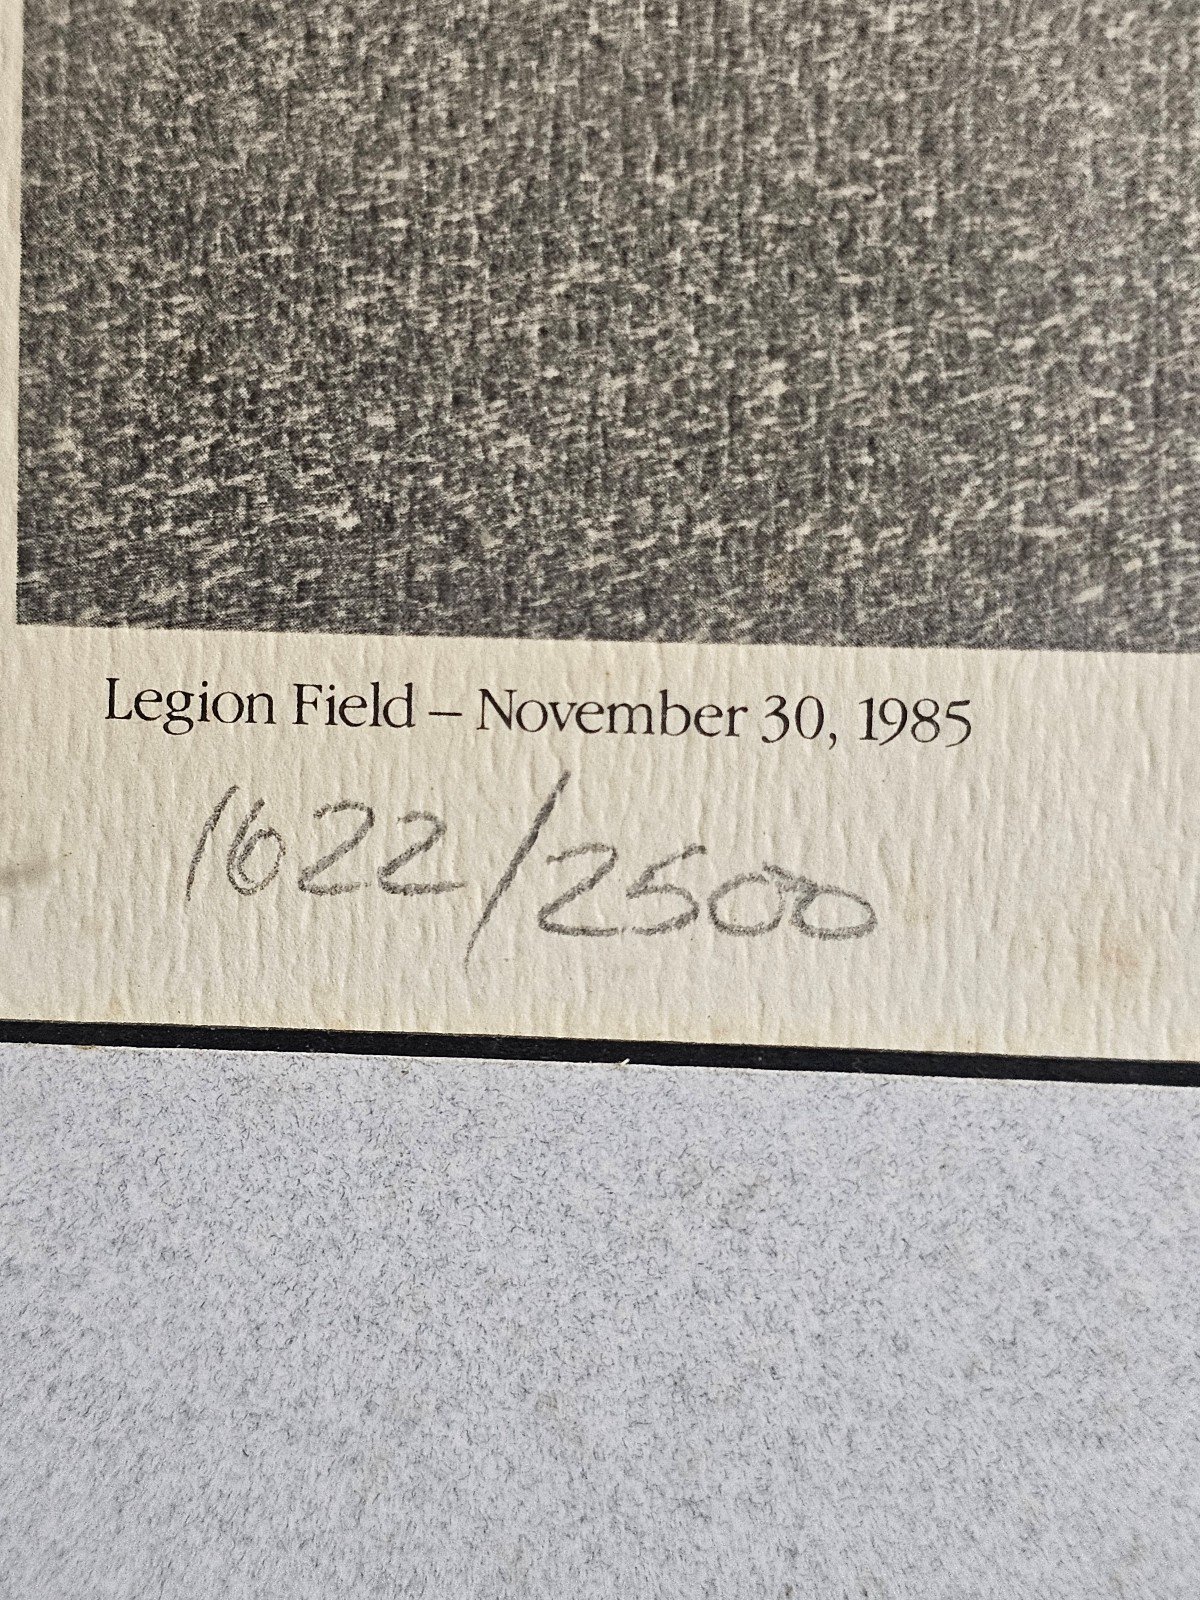 Legion Field – November 30, 1985
1622/2500